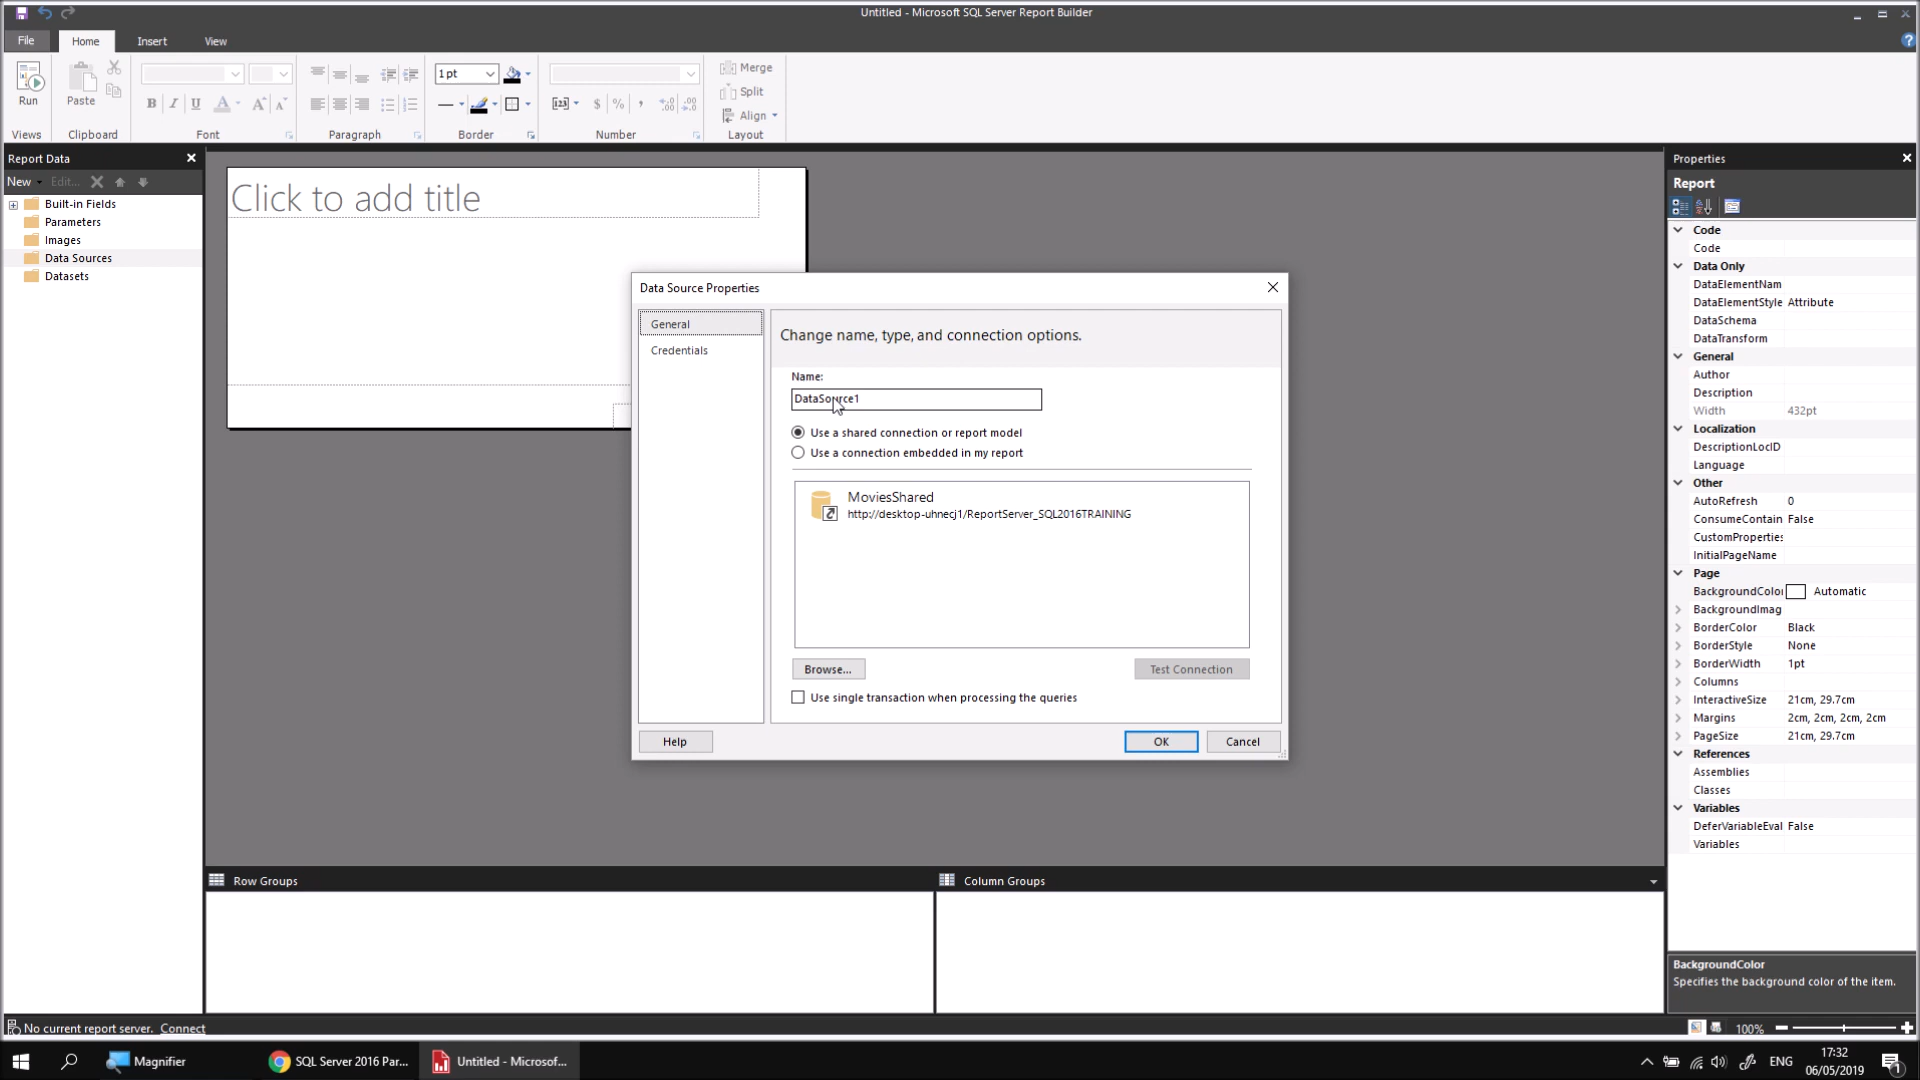 Untitled - Microsoft SQL Server Report Builder
File
Home
Insert
View
Run
Paste
1pt
Merge
Split
Align
B I U A A A
$ % ,
Views
Clipboard
Font
Paragraph
Border
Number
Layout
Report Data
New
Edit...
Built-in Fields
Parameters
Images
Data Sources
Datasets
Click to add title
Data Source Properties
General
Credentials
Change name, type, and connection options.
Name:
DataSource1
Use a shared connection or report model
Use a connection embedded in my report
MoviesShared
http://desktop-uhnecj1/ReportServer_SQL2016TRAINING
Browse...
Test Connection
Use single transaction when processing the queries
Help
OK
Cancel
Properties
Report
Code
Code
Data Only
DataElementNam
DataElementStyle Attribute
DataSchema
DataTransform
General
Author
Description
Width 432pt
Localization
DescriptionLocID
Language
Other
AutoRefresh 0
ConsumeContain False
CustomProperties
InitialPageName
Page
BackgroundColor Automatic
BackgroundImag
BorderColor Black
BorderStyle None
BorderWidth 1pt
Columns
InteractiveSize 21cm, 29.7cm
Margins 2cm, 2cm, 2cm, 2cm
PageSize 21cm, 29.7cm
References
Assemblies
Classes
Variables
DeferVariableEval False
Variables
BackgroundColor
Specifies the background color of the item.
Row Groups
Column Groups
No current report server. Connect
100%
Magnifier
SQL Server 2016 Par...
Untitled - Microsof...
ENG
17:32
06/05/2019
1